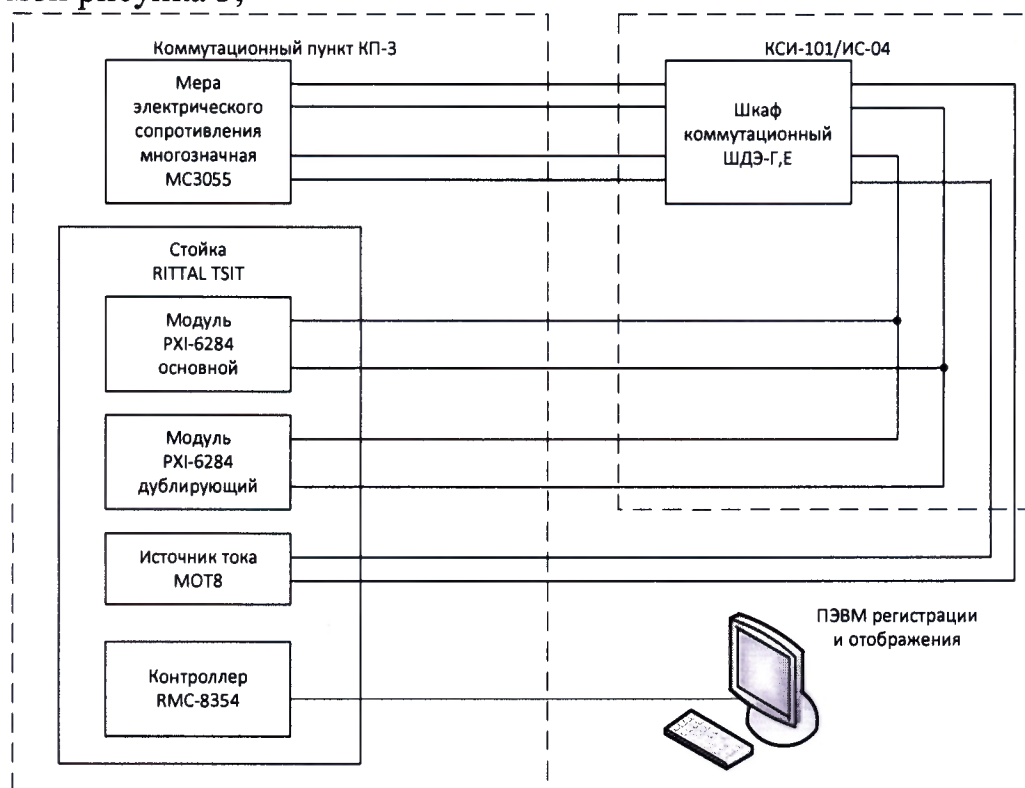 Коммутационный пункт КП-3
КСИ-101/ИС-04
Мера
электрического
сопротивления
многозначная
МС3055
Шкаф
коммутационный
ШДЭ-Г,Е
Стойка
RITTAL TSIT
Модуль
PXI-6284
основной
Модуль
PXI-6284
дублирующий
Источник тока
МОТ8
ПЭВМ регистрации
и отображения
Контроллер
RMC-8354